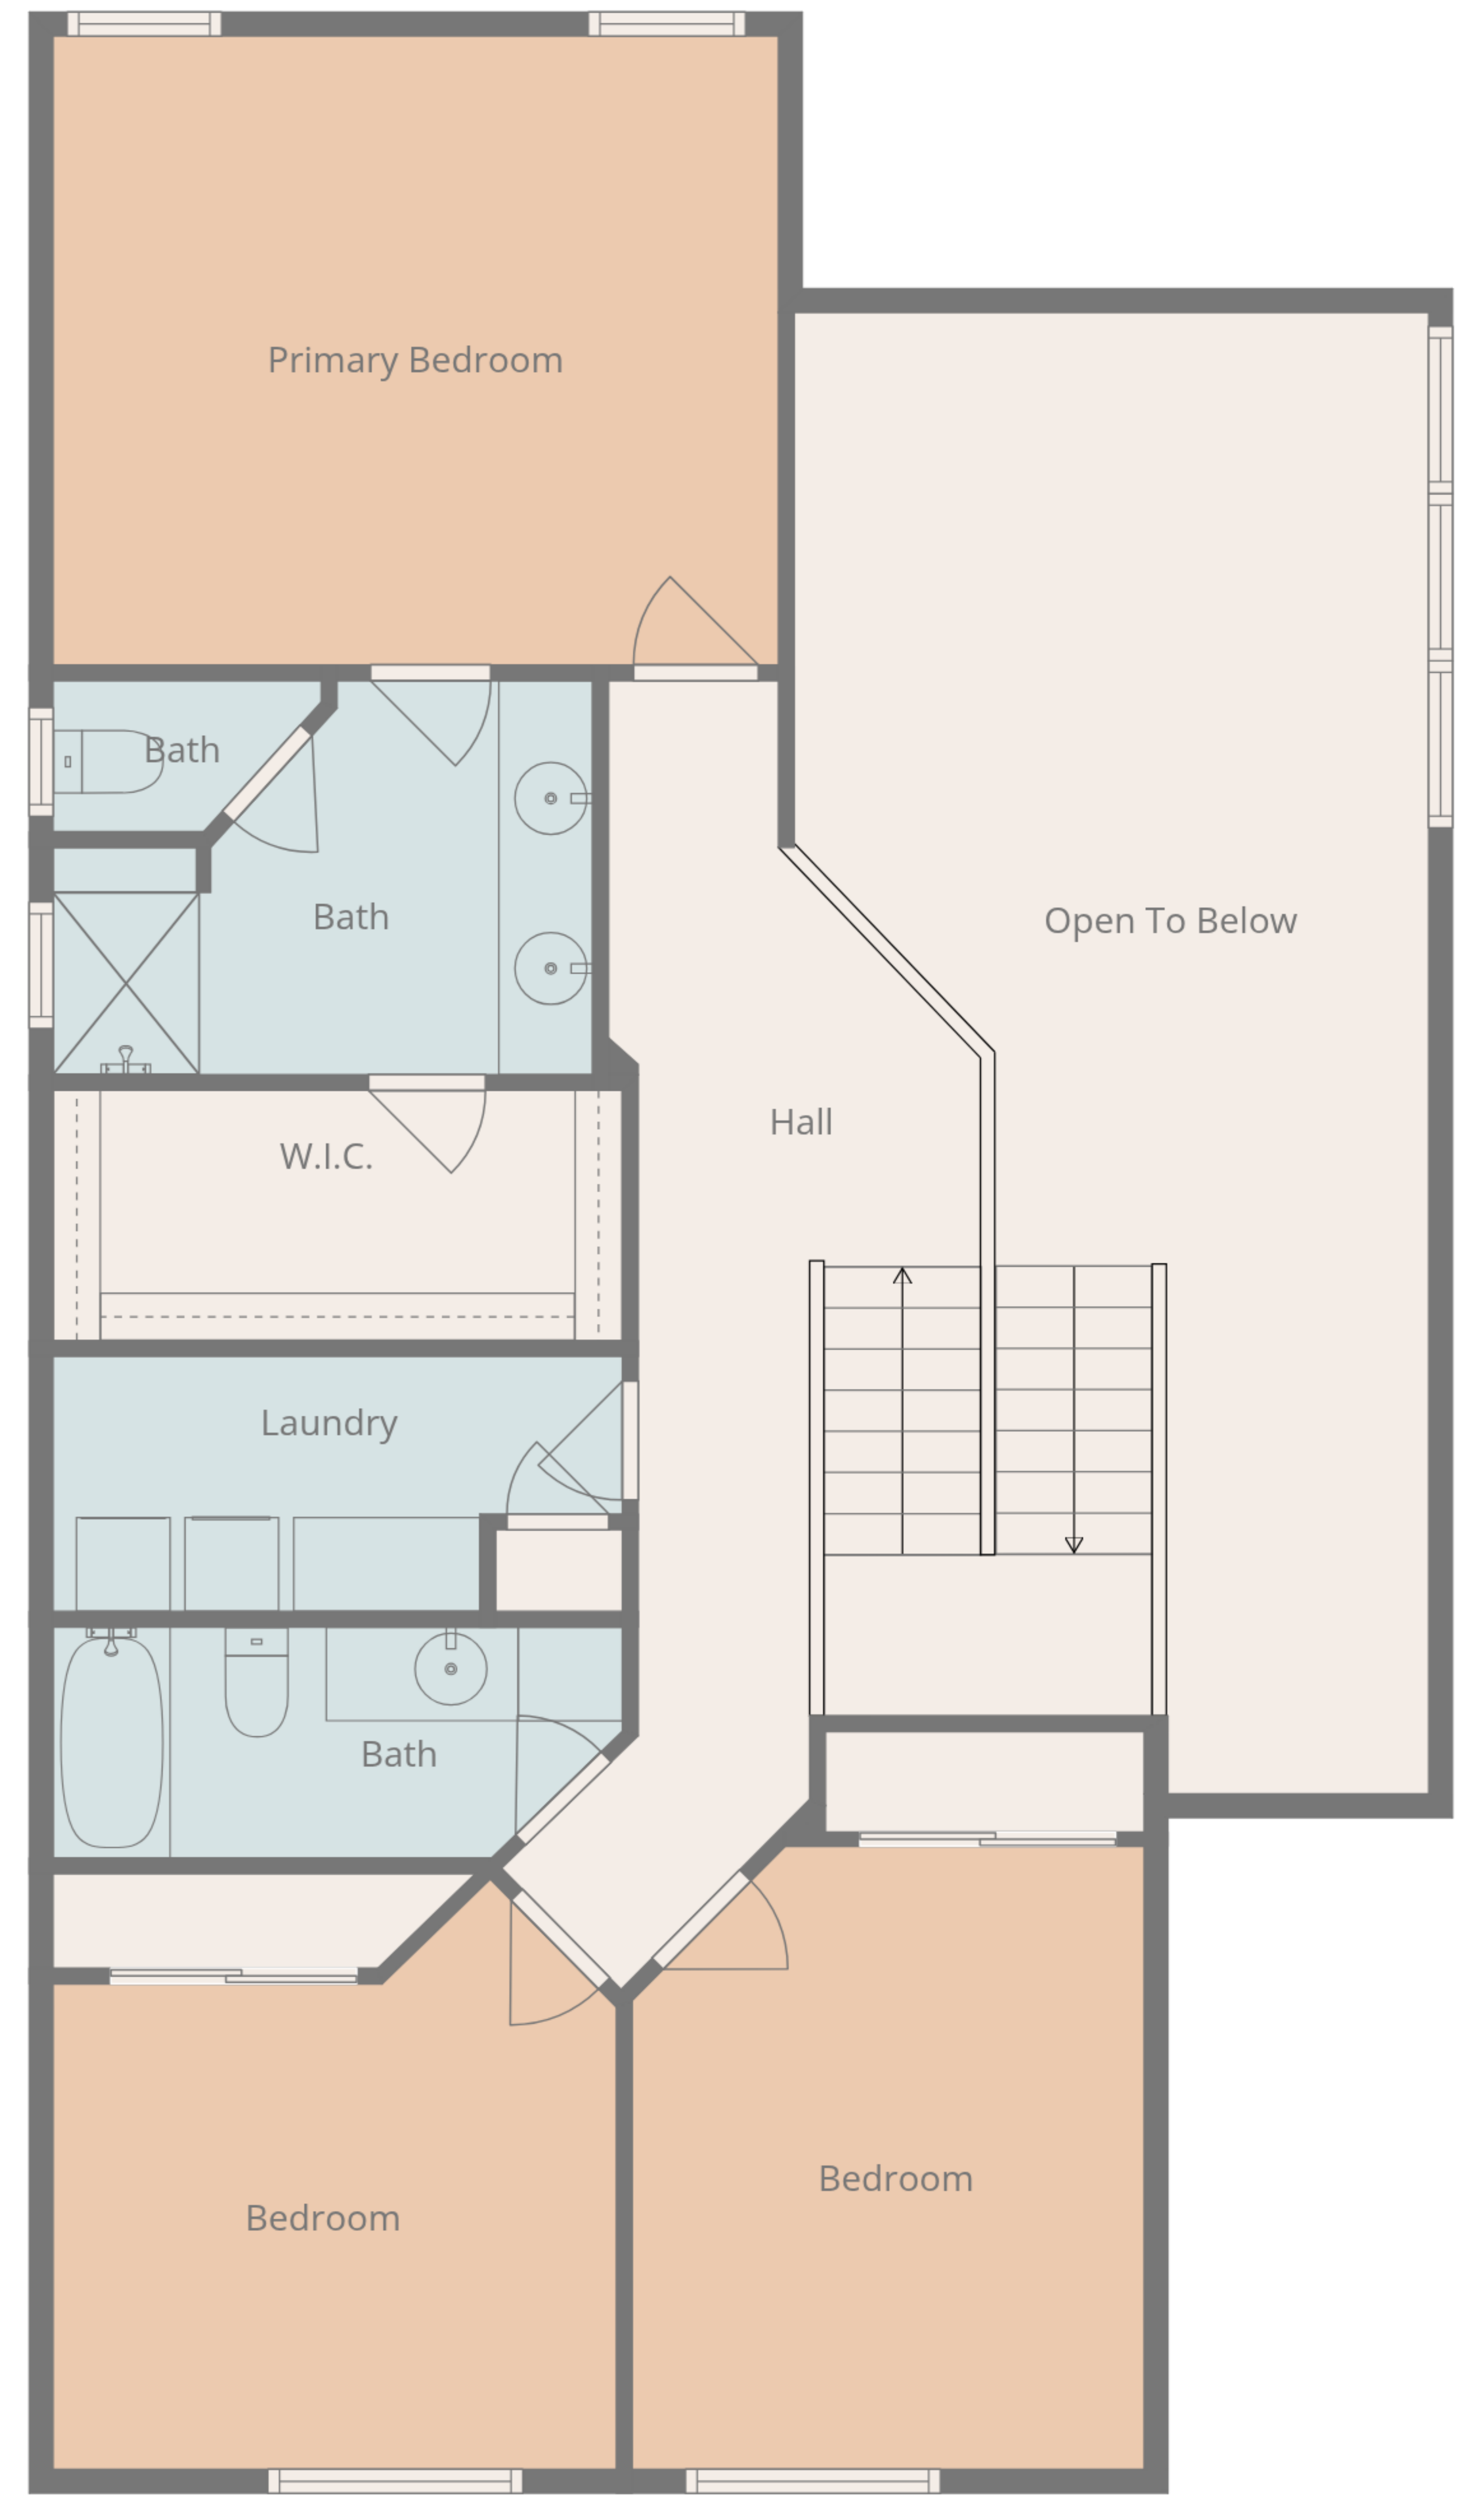 Primary Bedroom
Bath
Bath
Open To Below
Hall
W.I.C.
Laundry
Bath
Bedroom
Bedroom